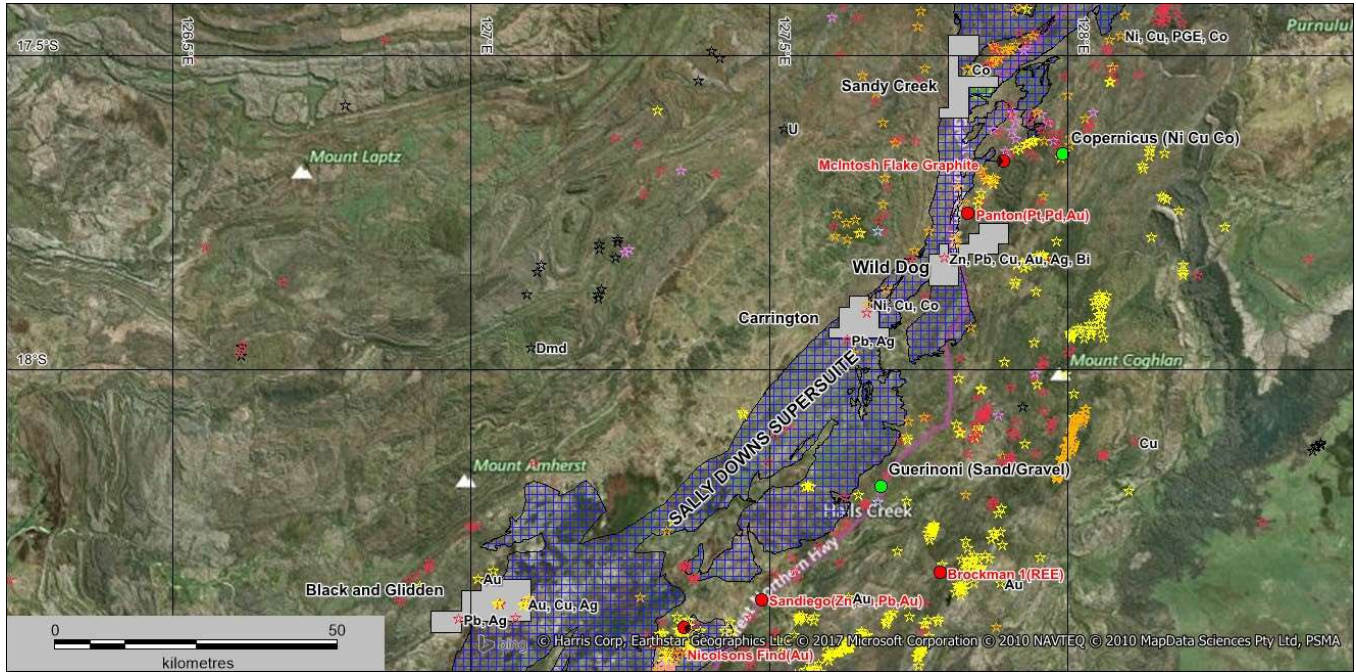 17.5°S
126.5°E
127°E
127.5°E
128°E
Ni, Cu, PGE, Co
Purnulul
Co
Sandy Creek
U
Copernicus (Ni Cu Co)
Mount Laptz
McIntosh Flake Graphite
Panton(Pt,Pd,Au)
Zn, Pb, Cu, Au, Ag, Bi
Wild Dog
Ni, Cu, Co
Carrington
Pb, Ag
Dmd
18°S
Mount Coghlan
SALLY DOWNS SUPERSUITE
Cu
Mount Amherst
Guerinoni (Sand/Gravel)
Halls Creek
Northern Hwy
Au
Brockman 1(REE)
Au
Black and Glidden
Au, Cu, Ag
Sandiego(Zn, Pb,Au)
Au
Pb, Ag
0 50
kilometres
bing
© Harris Corp, Earthstar Geographics LLC © 2017 Microsoft Corporation © 2010 NAVTEQ © 2010 MapData Sciences Pty Ltd, PSMA
Nicolsons Find(Au)